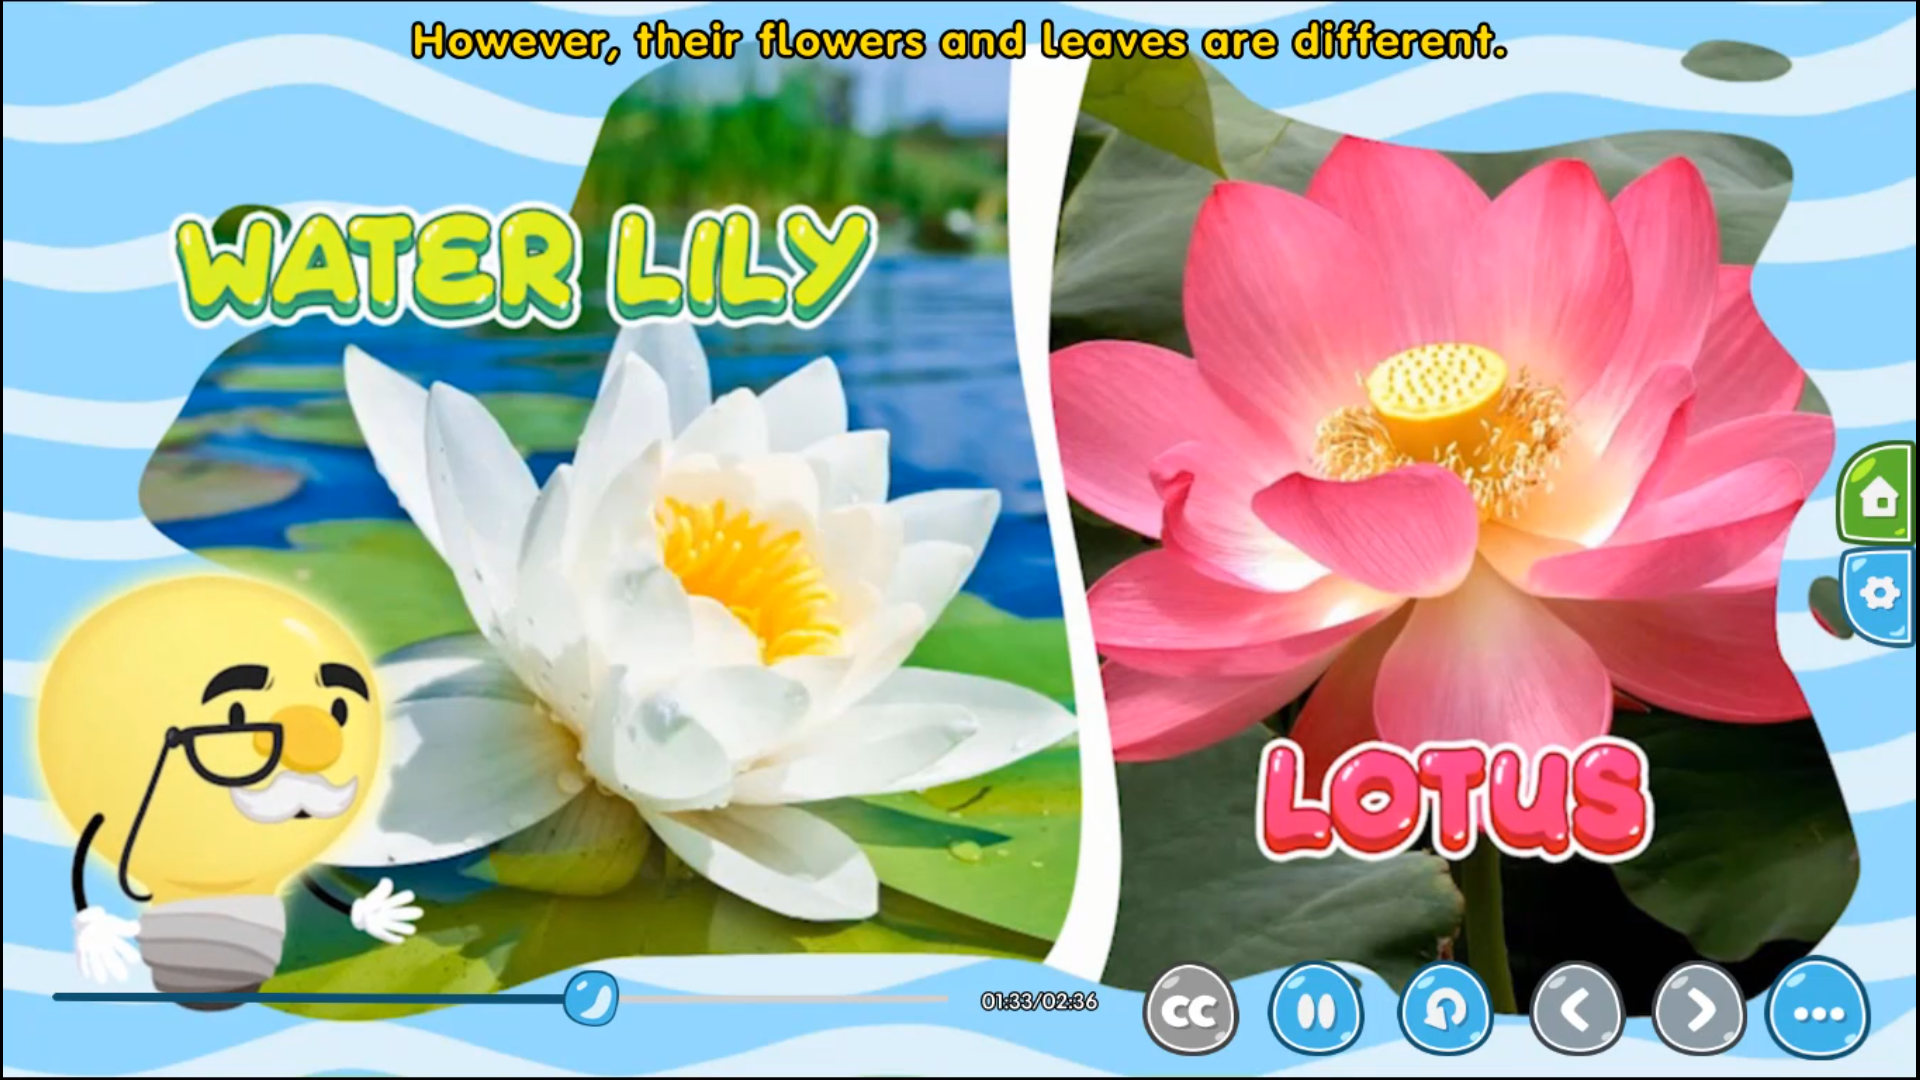 However, their flowers and leaves are different.
WATER LILY
LOTUS
01:33/02:36
CC